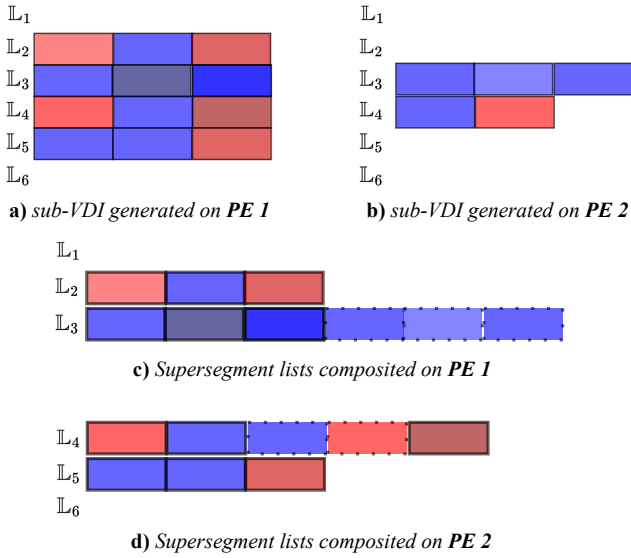 𝕃₁
𝕃₂
𝕃₃
𝕃₄
𝕃₅
𝕃₆
a) sub-VDI generated on PE 1
𝕃₁
𝕃₂
𝕃₃
𝕃₄
𝕃₅
𝕃₆
b) sub-VDI generated on PE 2
𝕃₁
𝕃₂
𝕃₃
c) Supersegment lists composited on PE 1
𝕃₄
𝕃₅
𝕃₆
d) Supersegment lists composited on PE 2